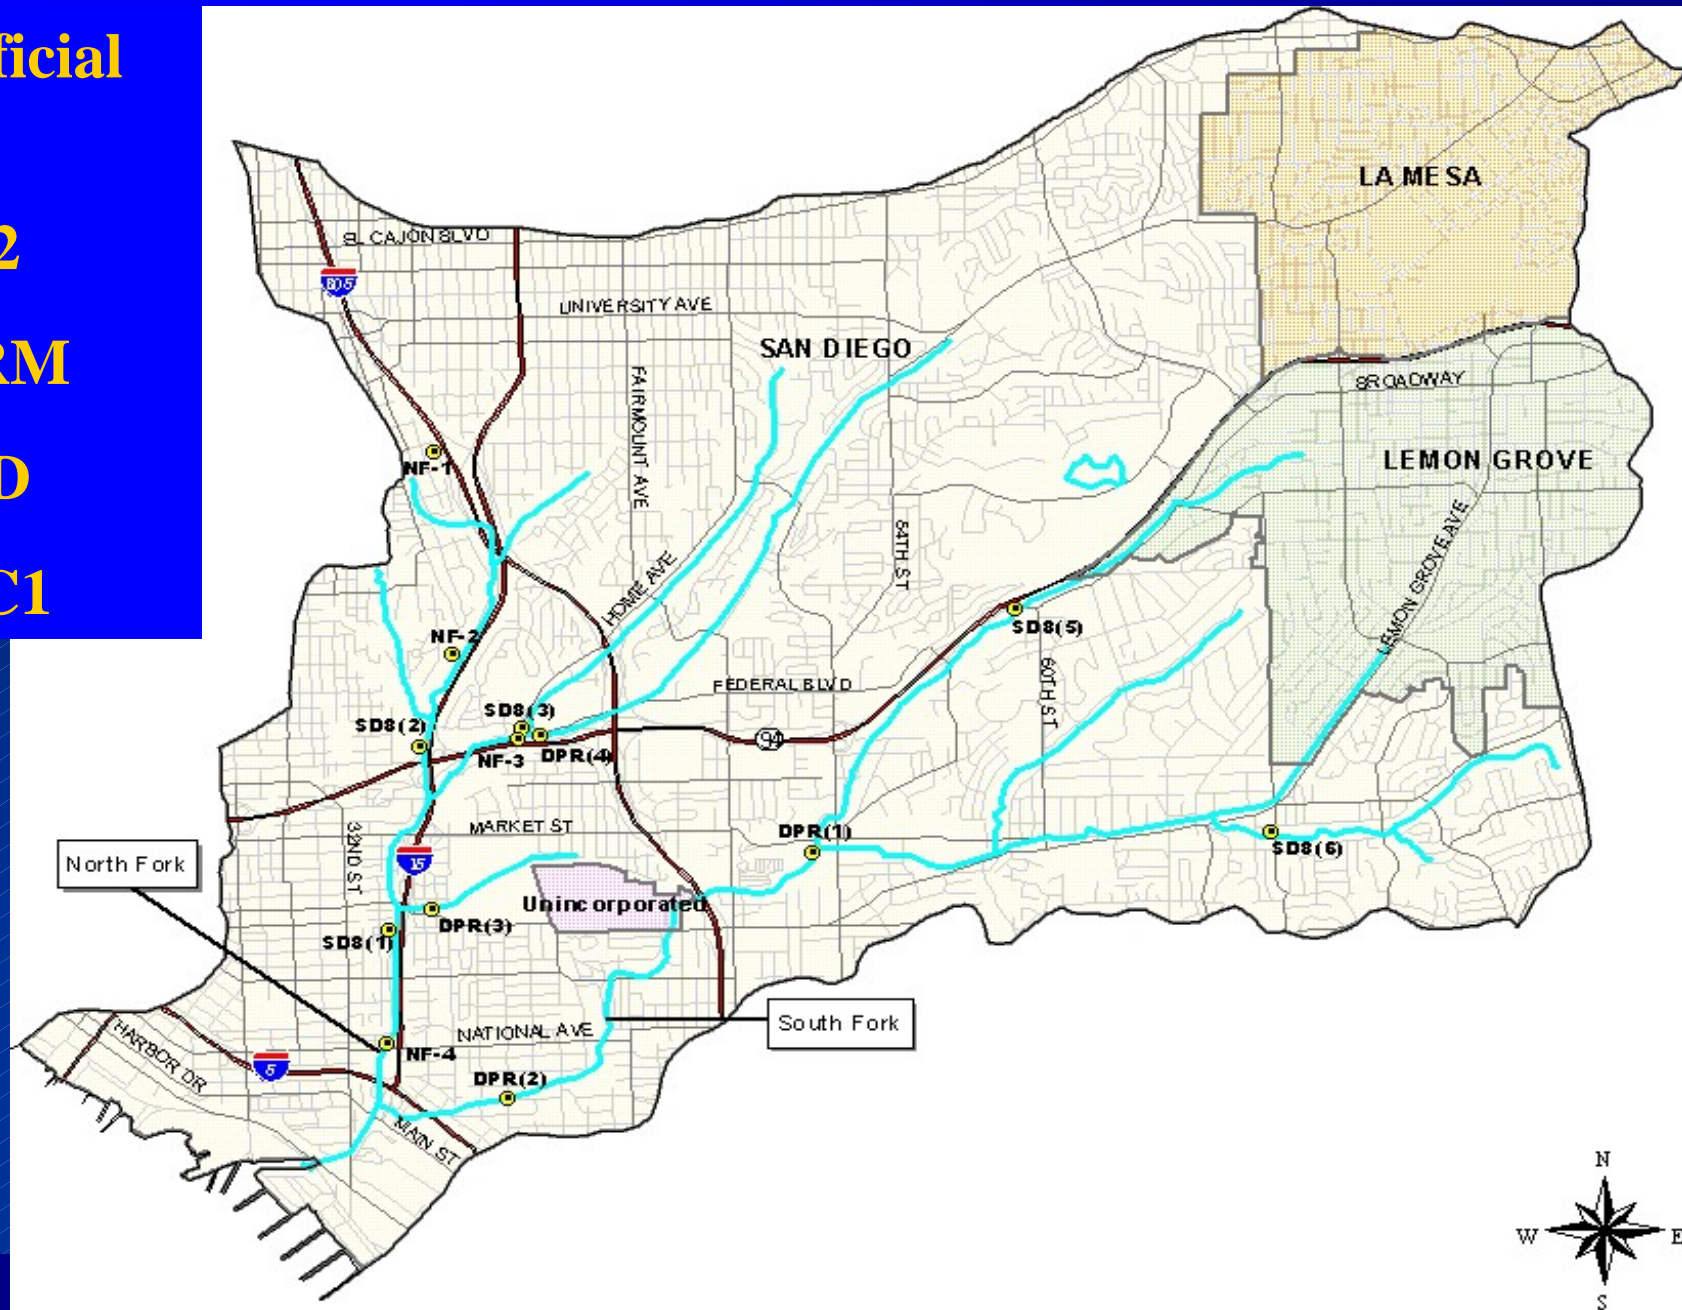 ficial
2
RM
D
C1
LA MESA
EL CAJON BLVD
805
UNIVERSITY AVE
SAN DIEGO
BROADWAY
FAIRMOUNT AVE
LEMON GROVE
NF-1
54TH ST
LEMON GROVE AVE
HOME AVE
NF-2
SD8(5)
60TH ST
FEDERAL BLVD
SD8(3)
SD8(2)
94
NF-3
DPR(4)
MARKET ST
DPR(1)
32ND ST
SD8(6)
North Fork
15
Unincorporated
DPR(3)
SD8(1)
South Fork
NATIONAL AVE
HARBOR DR
NF-4
5
DPR(2)
MAIN ST
N
W
E
S